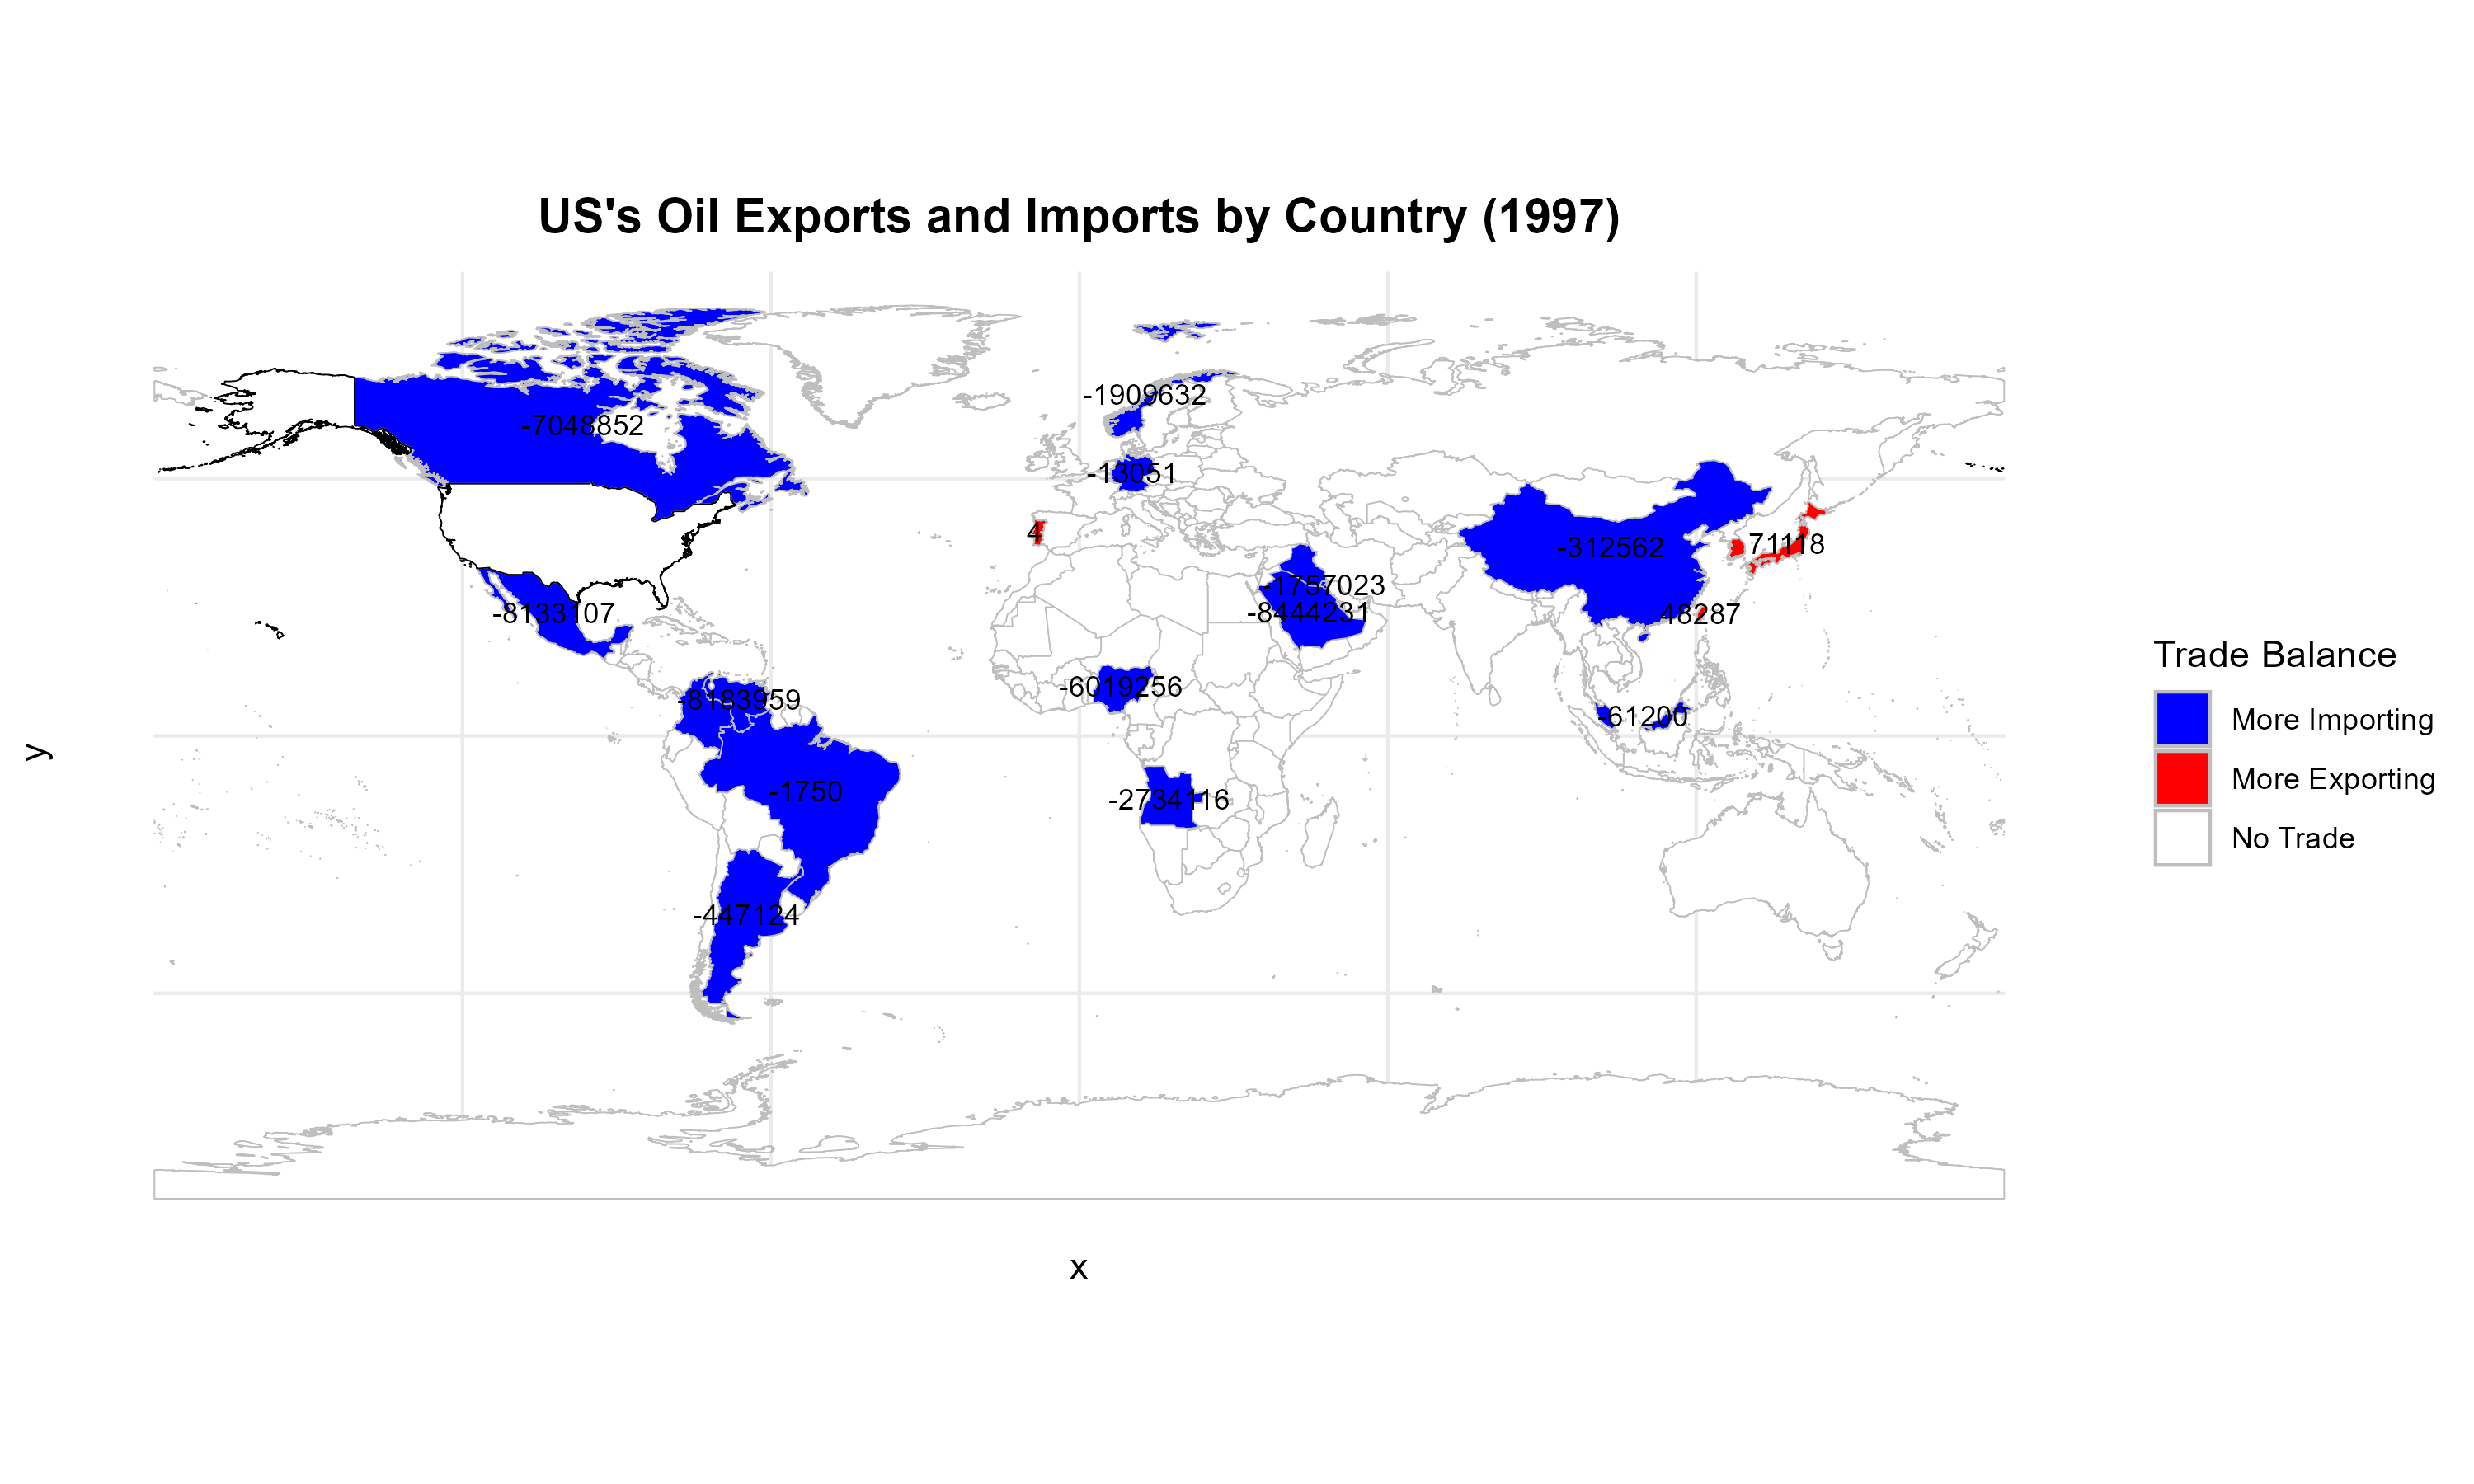 US's Oil Exports and Imports by Country (1997)
-1909632
-7048852
-13051
4
71118
-312562
-1757023
-8444231
-8133107
48287
-6019256
-8183959
-61200
-1750
-2734116
-447124
y
x
Trade Balance
More Importing
More Exporting
No Trade